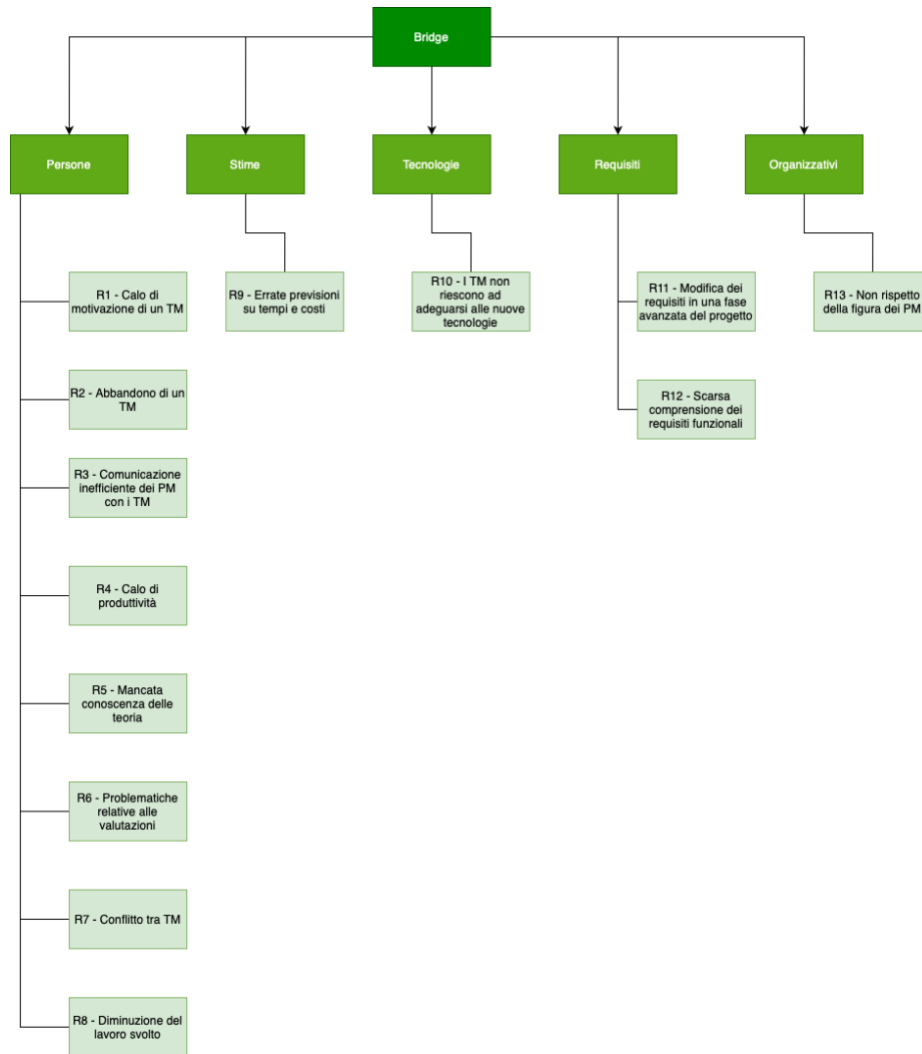 Bridge
Persone
Stime
Tecnologie
Requisiti
Organizzativi
R1 - Calo di
motivazione di un TM
R9 - Errate previsioni
su tempi e costi
R10 - I TM non
riescono ad
adeguarsi alle nuove
tecnologie
R11 - Modifica dei
requisiti in una fase
avanzata del progetto
R13 - Non rispetto
della figura dei PM
R2 - Abbandono di un
TM
R12 - Scarsa
comprensione dei
requisiti funzionali
R3 - Comunicazione
inefficiente dei PM
con i TM
R4 - Calo di
produttività
R5 - Mancata
conoscenza delle
teoria
R6 - Problematiche
relative alle
valutazioni
R7 - Conflitto tra TM
R8 - Diminuzione del
lavoro svolto